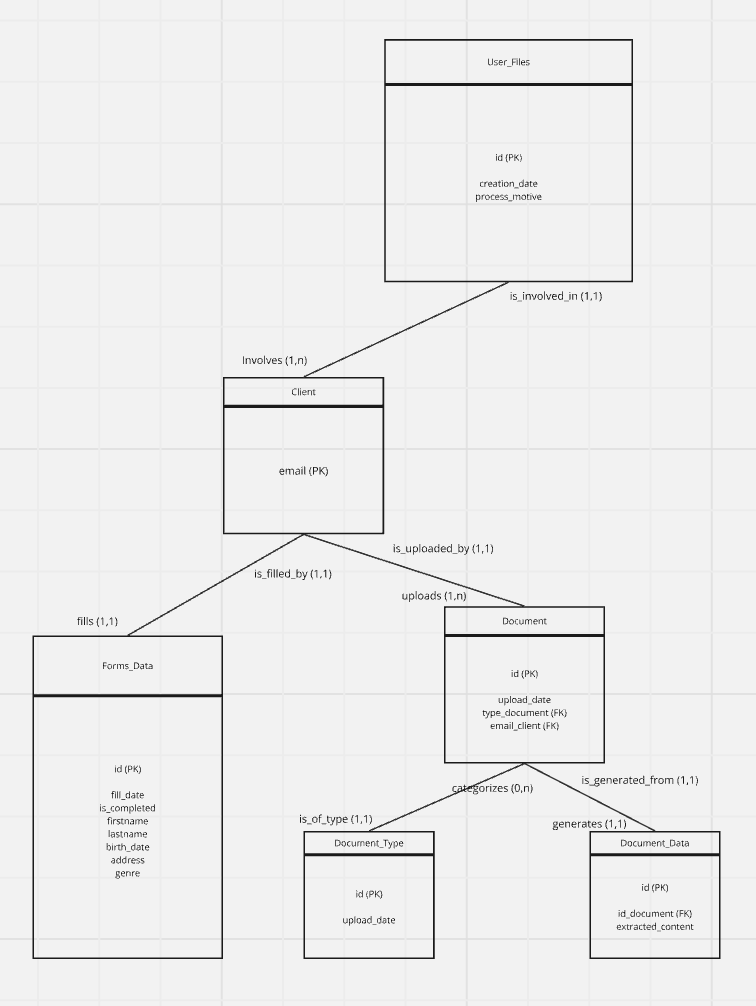 User_Files
id (PK)
creation_date
process_motive
is_involved_in (1,1)
Involves (1,n)
Client
email (PK)
is_uploaded_by (1,1)
is_filled_by (1,1)
uploads (1,n)
fills (1,1)
Document
id (PK)
upload_date
type_document (FK)
email_client (FK)
Forms_Data
id (PK)
fill_date
is_completed
firstname
lastname
birth_date
address
genre
is_generated_from (1,1)
categorizes (0,n)
is_of_type (1,1)
generates (1,1)
Document_Type
id (PK)
upload_date
Document_Data
id (PK)
id_document (FK)
extracted_content